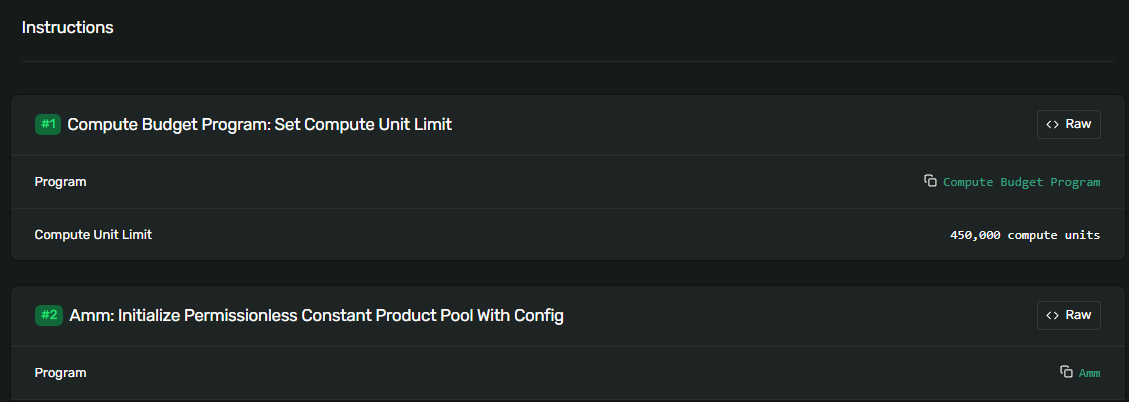 Instructions
#1 Compute Budget Program: Set Compute Unit Limit <> Raw
Program Compute Budget Program
Compute Unit Limit 450,000 compute units
#2 Amm: Initialize Permissionless Constant Product Pool With Config <> Raw
Program Amm